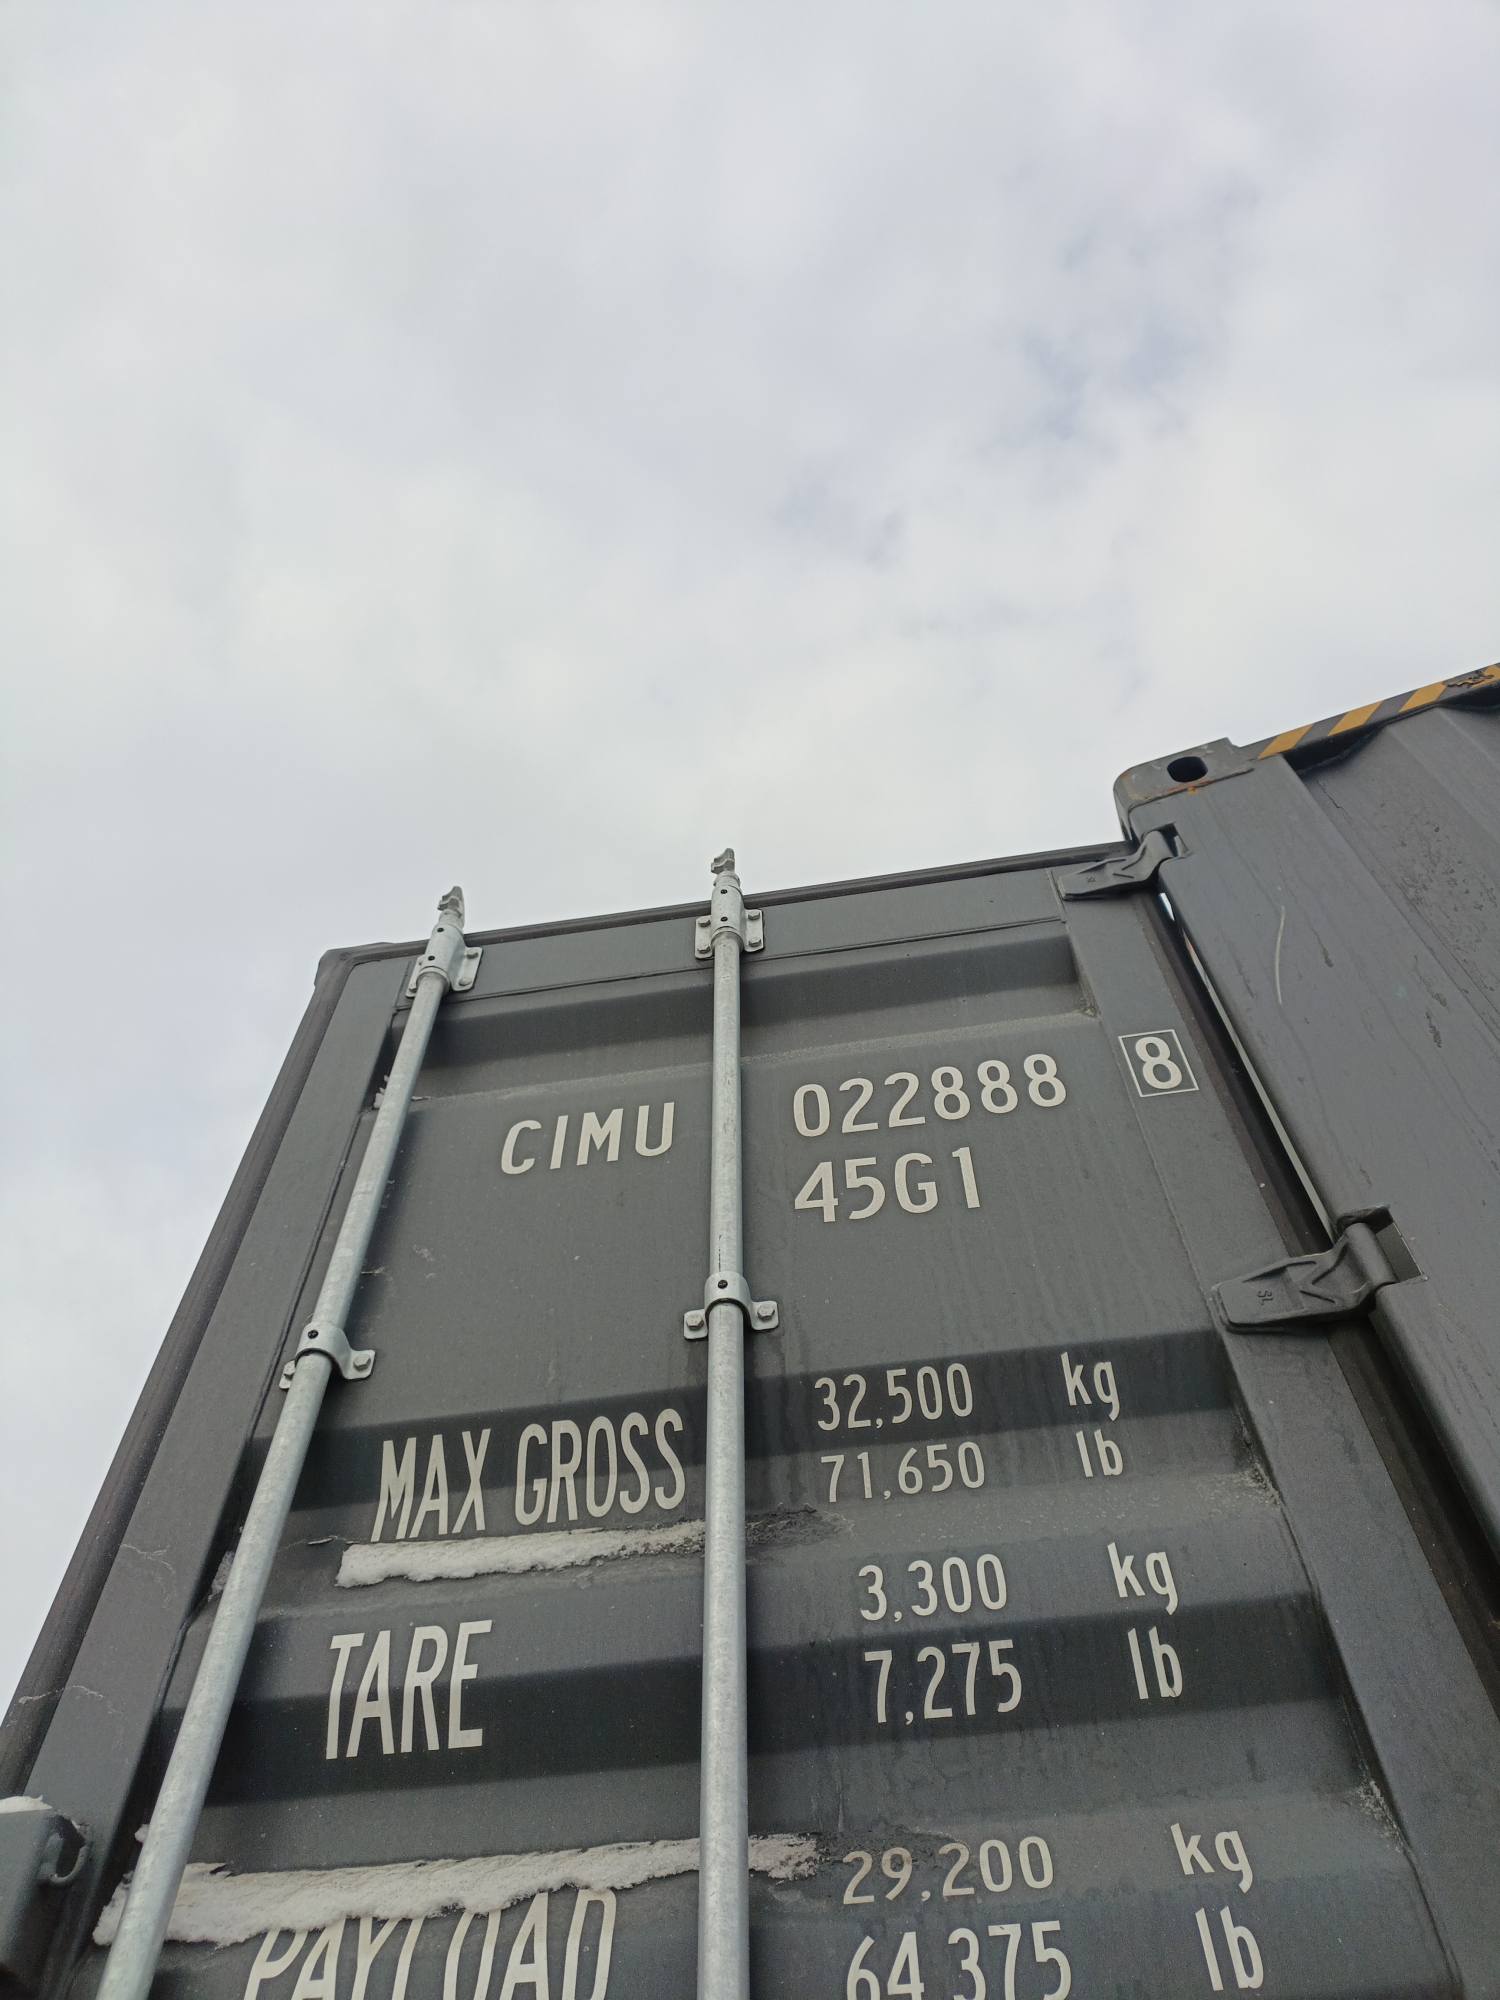 CIMU 022888 8
45G1
MAX GROSS 32,500 kg
71,650 lb
TARE 3,300 kg
7,275 lb
PAYLOAD 29,200 kg
64,375 lb
SL